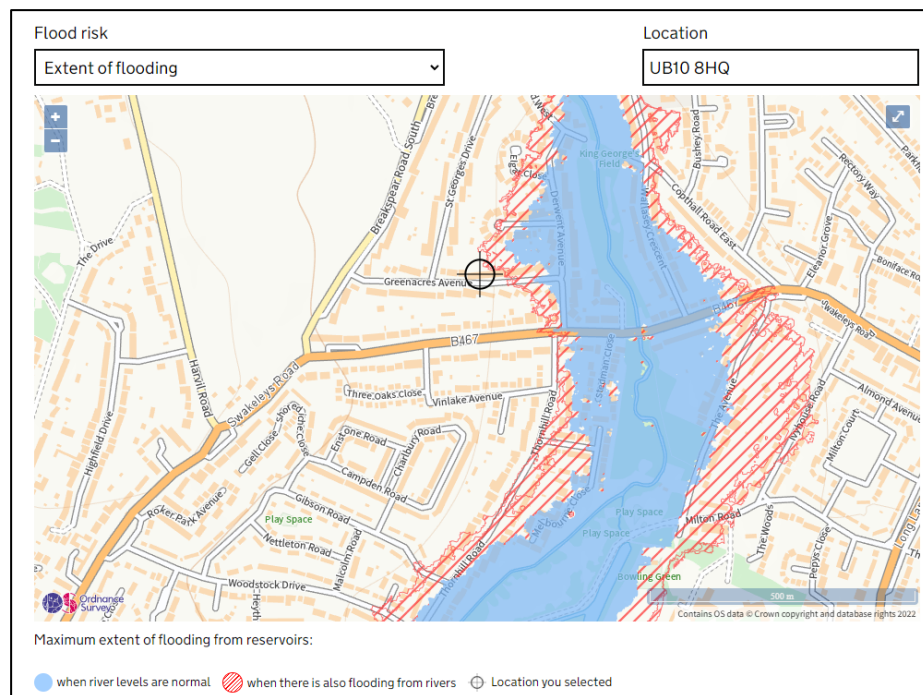 Flood risk
Location
Extent of flooding
UB10 8HQ
+
−
King George's
Field
Bushey Road
Rectory Way
Elgar Close
St Georges Drive
Breakspear Road South
Derwent Avenue
Copthall Road East
Eleanor Grove
The Drive
Boniface Road
Greenacres Avenue
B467
B467
Swakeleys Road
Harvil Road
Swakeleys Road
Stedman Close
The Avenue
Almond Avenue
Three Oaks Close
Vinlake Avenue
Ivyhouse Road
Highfield Drive
Thornhill Road
Milton Court
Gell Close
Charlbury Road
Campden Road
Roker Park Avenue
Gibson Road
Play Space
Play Space
Milton Road
Melbourne Close
Play Space
The Woods
Nettleton Road
Malcolm Road
Thornhill Road
Pepys Close
Bowling Green
Woodstock Drive
Ordnance
Survey
500 m
Contains OS data © Crown copyright and database rights 2022
Maximum extent of flooding from reservoirs:
when river levels are normal when there is also flooding from rivers Location you selected